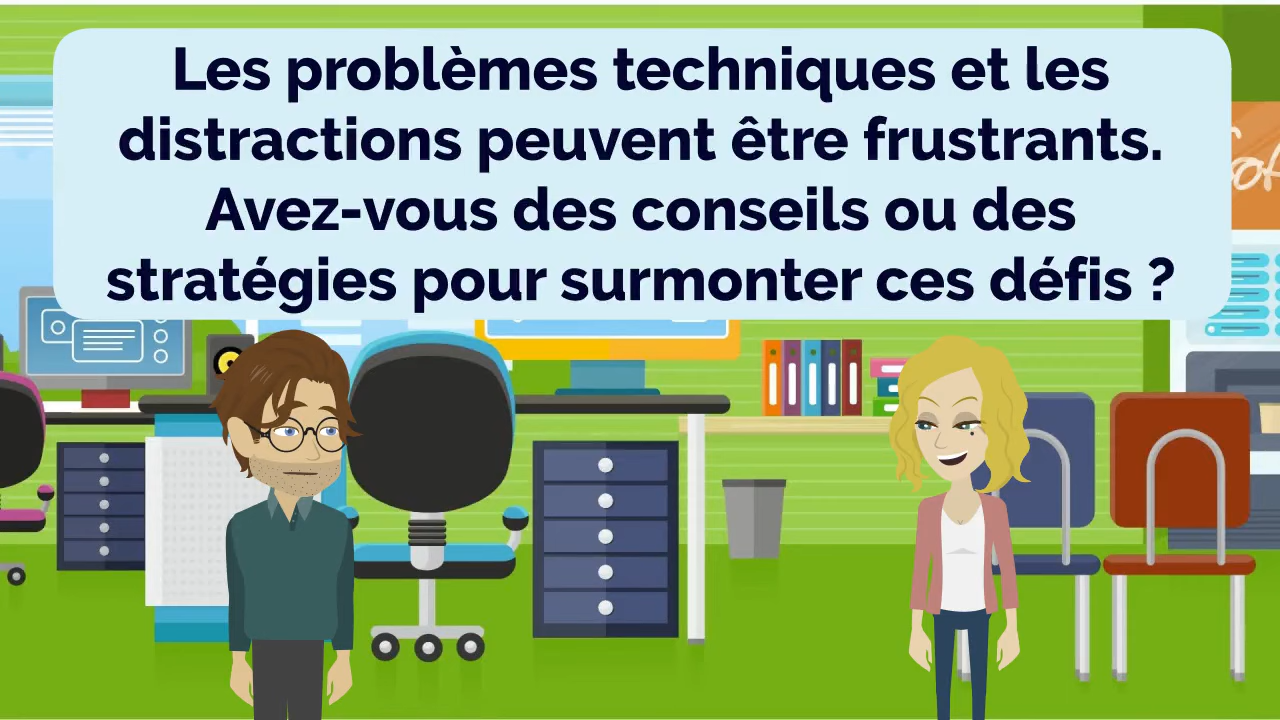 Les problèmes techniques et les
distractions peuvent être frustrants.
Avez-vous des conseils ou des
stratégies pour surmonter ces défis ?